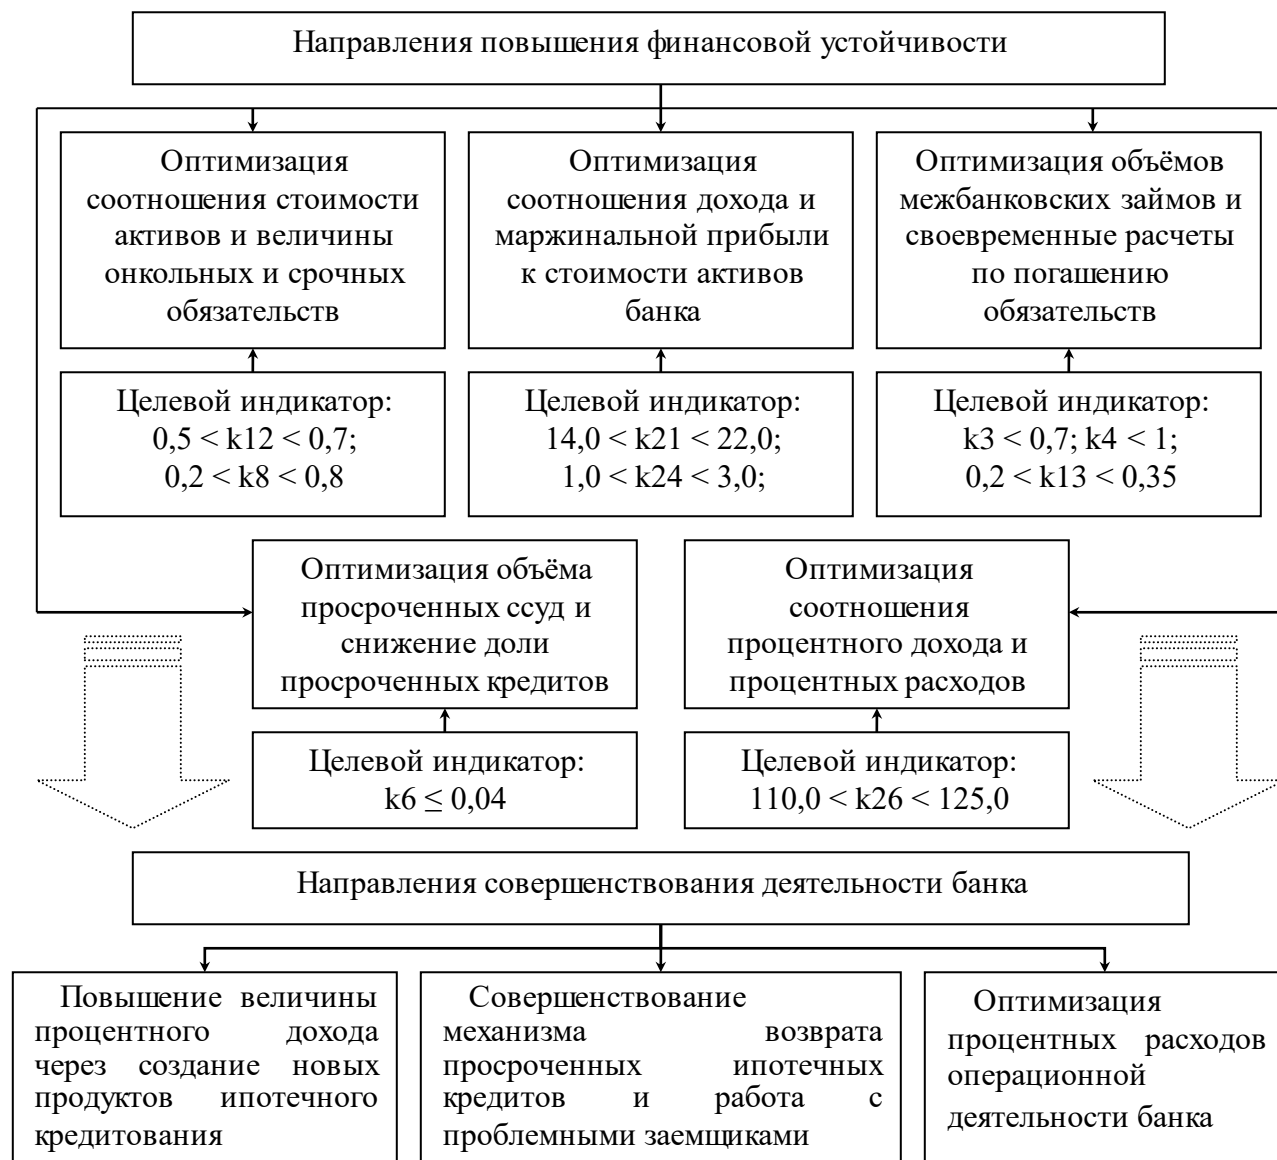 Направления повышения финансовой устойчивости
Оптимизация
соотношения стоимости
активов и величины
онкольных и срочных
обязательств
Оптимизация
соотношения дохода и
маржинальной прибыли
к стоимости активов
банка
Оптимизация объёмов
межбанковских займов и
своевременные расчеты
по погашению
обязательств
Целевой индикатор:
0,5 < k12 < 0,7;
0,2 < k8 < 0,8
Целевой индикатор:
14,0 < k21 < 22,0;
1,0 < k24 < 3,0;
Целевой индикатор:
k3 < 0,7; k4 < 1;
0,2 < k13 < 0,35
Оптимизация объёма
просроченных ссуд и
снижение доли
просроченных кредитов
Оптимизация
соотношения
процентного дохода и
процентных расходов
Целевой индикатор:
k6 ≤ 0,04
Целевой индикатор:
110,0 < k26 < 125,0
Направления совершенствования деятельности банка
Повышение величины
процентного дохода
через создание новых
продуктов ипотечного
кредитования
Совершенствование
механизма возврата
просроченных ипотечных
кредитов и работа с
проблемными заемщиками
Оптимизация
процентных расходов
операционной
деятельности банка